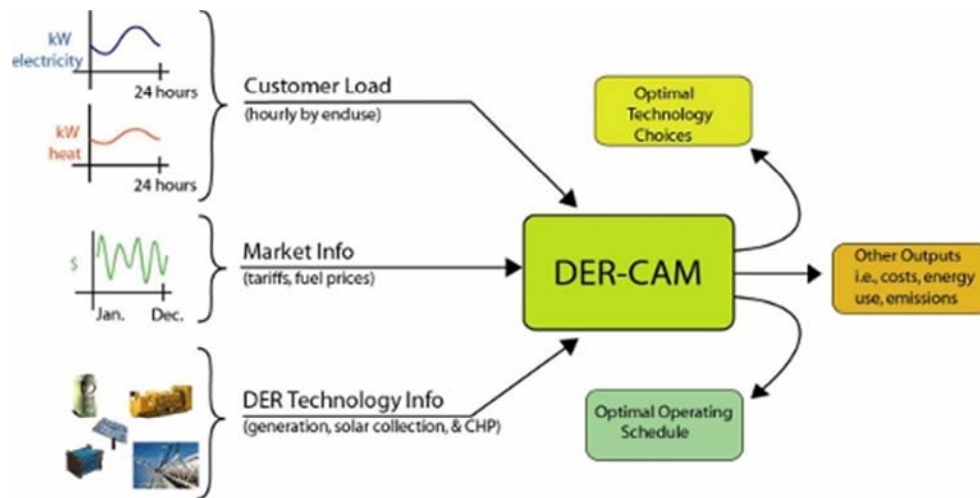 kW
electricity
24 hours
kW
heat
24 hours
Customer Load
(hourly by enduse)
$
Jan. Dec.
Market Info
(tariffs, fuel prices)
DER Technology Info
(generation, solar collection, & CHP)
DER-CAM
Optimal
Technology
Choices
Other Outputs
i.e., costs, energy
use, emissions
Optimal Operating
Schedule